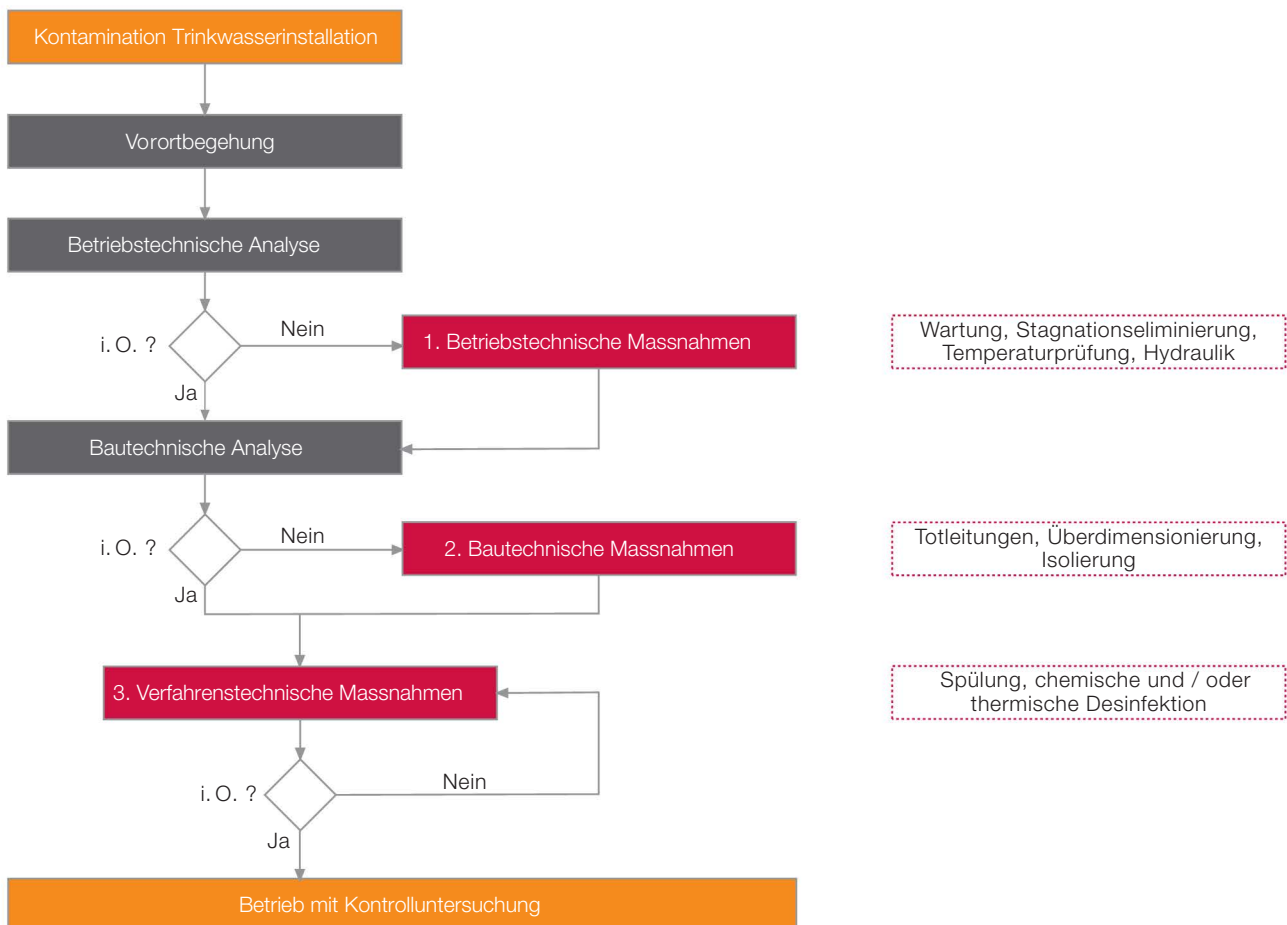 Kontamination Trinkwasserinstallation
Vorortbegehung
Betriebstechnische Analyse
i. O. ?
Nein
1. Betriebstechnische Massnahmen
Wartung, Stagnationseliminierung,
Temperaturprüfung, Hydraulik
Ja
Bautechnische Analyse
i. O. ?
Nein
2. Bautechnische Massnahmen
Totleitungen, Überdimensionierung,
Isolierung
Ja
3. Verfahrenstechnische Massnahmen
Spülung, chemische und / oder
thermische Desinfektion
i. O. ?
Nein
Ja
Betrieb mit Kontrolluntersuchung